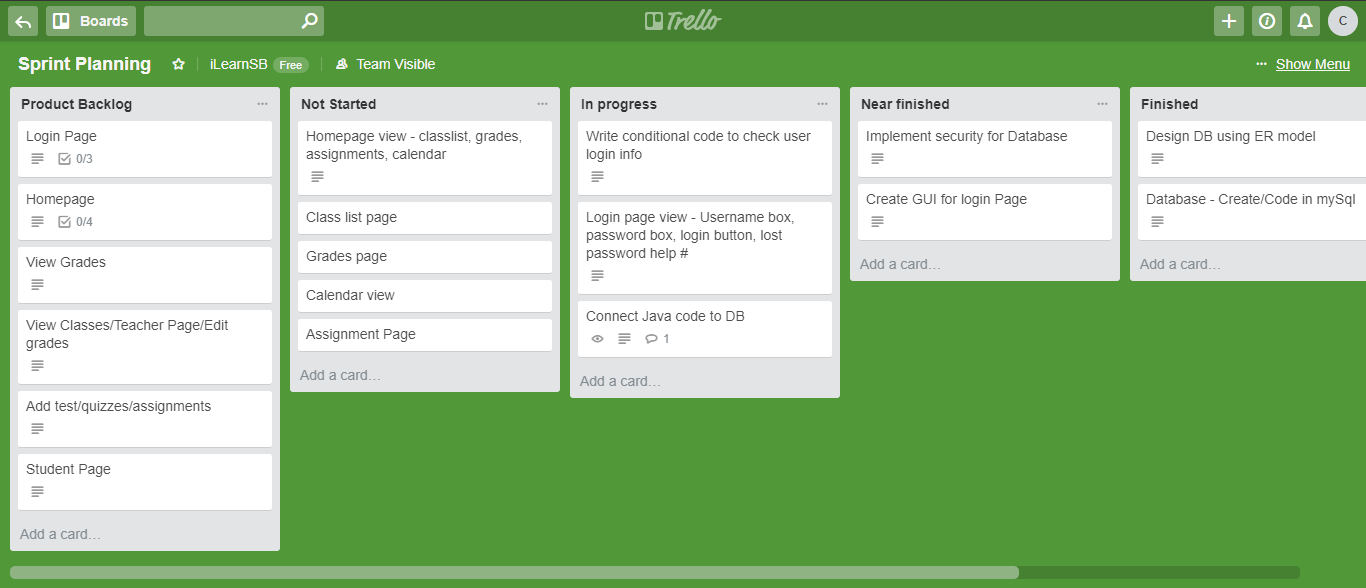 Boards
Trello
C
Sprint Planning
iLearnSB Free
Team Visible
Show Menu
Product Backlog
Login Page
0/3
Homepage
0/4
View Grades
View Classes/Teacher Page/Edit
grades
Add test/quizzes/assignments
Student Page
Add a card...
Not Started
Homepage view - classlist, grades,
assignments, calendar
Class list page
Grades page
Calendar view
Assignment Page
Add a card...
In progress
Write conditional code to check user
login info
Login page view - Username box,
password box, login button, lost
password help #
Connect Java code to DB
1
Add a card...
Near finished
Implement security for Database
Create GUI for login Page
Add a card...
Finished
Design DB using ER model
Database - Create/Code in mySql
Add a card...